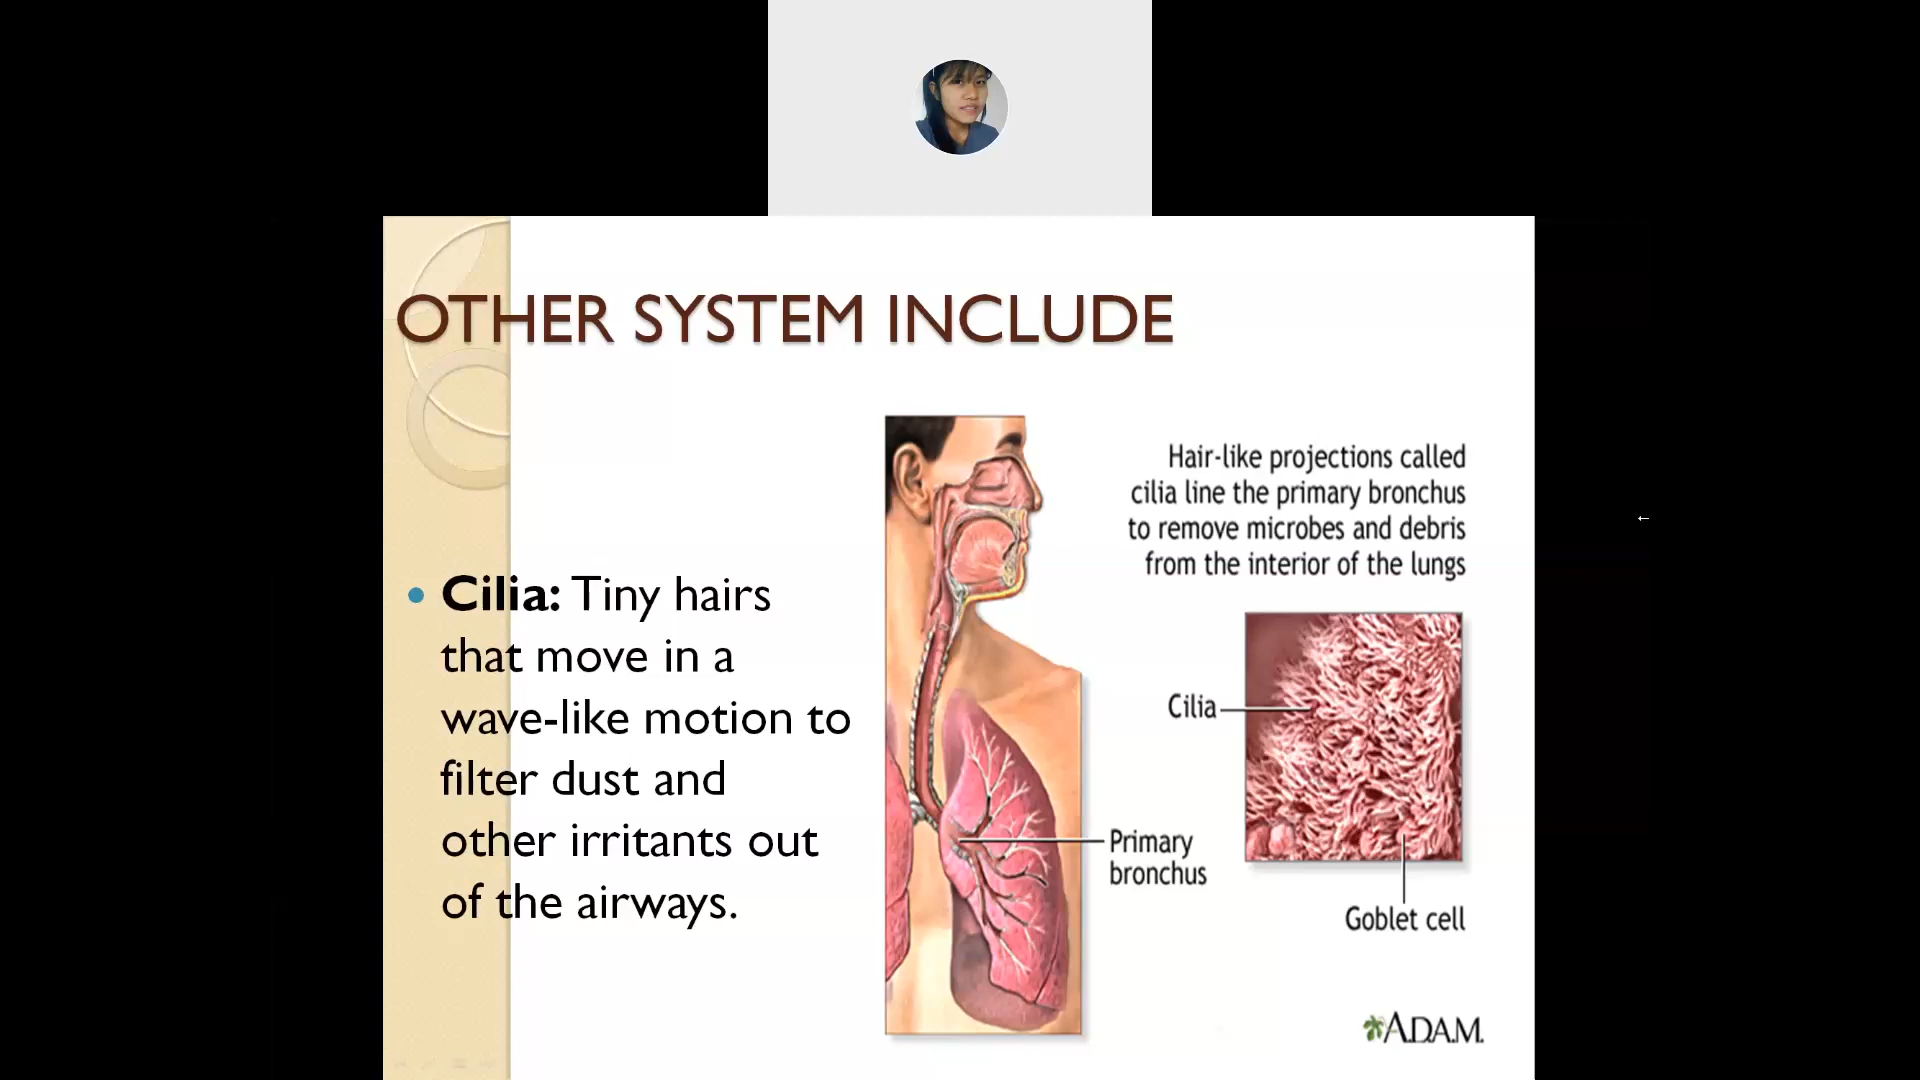 OTHER SYSTEM INCLUDE
• Cilia: Tiny hairs
that move in a
wave-like motion to
filter dust and
other irritants out
of the airways.
Hair-like projections called
cilia line the primary bronchus
to remove microbes and debris
from the interior of the lungs
Cilia
Primary
bronchus
Goblet cell
A.D.A.M.